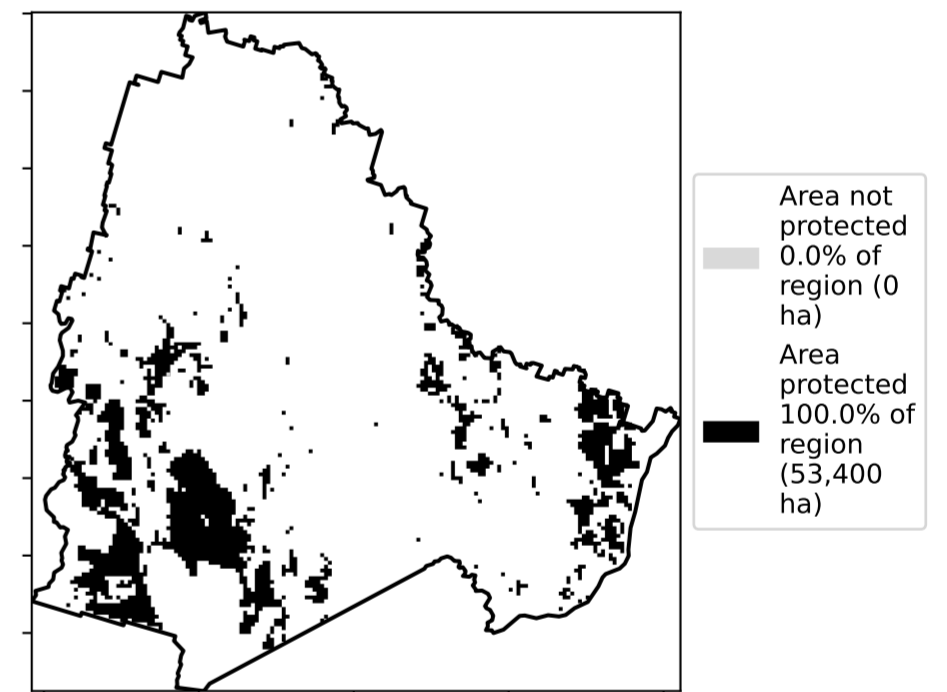 Area not
protected
0.0% of
region (0
ha)
Area
protected
100.0% of
region
(53,400
ha)